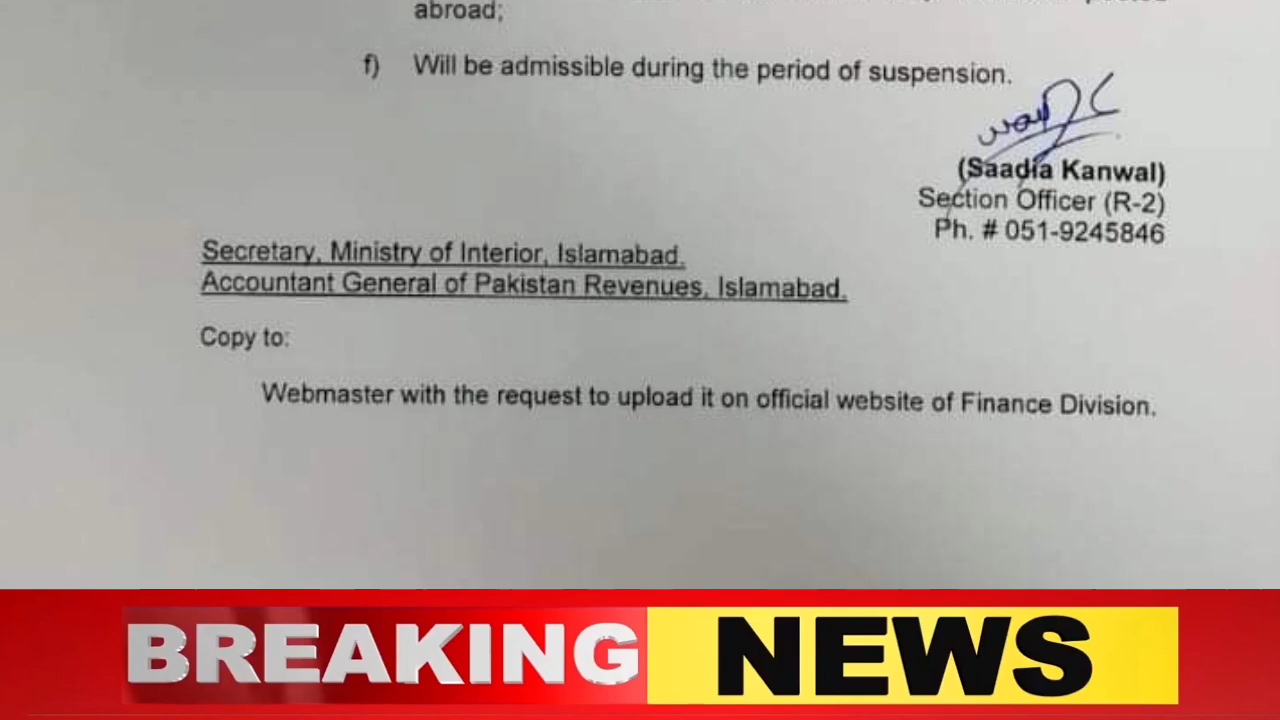 abroad;
f) Will be admissible during the period of suspension.
(Saadia Kanwal)
Section Officer (R-2)
Ph. # 051-9245846
Secretary, Ministry of Interior, Islamabad.
Accountant General of Pakistan Revenues, Islamabad.
Copy to:
Webmaster with the request to upload it on official website of Finance Division.
BREAKING NEWS